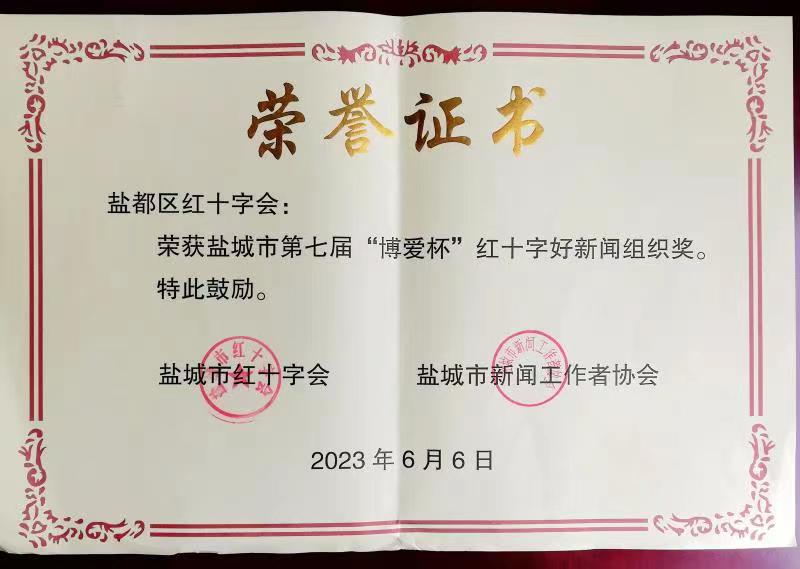 荣誉证书
盐都区红十字会：
荣获盐城市第七届“博爱杯”红十字好新闻组织奖。
特此鼓励。
盐城市红十字会
盐城市新闻工作者协会
2023年6月6日